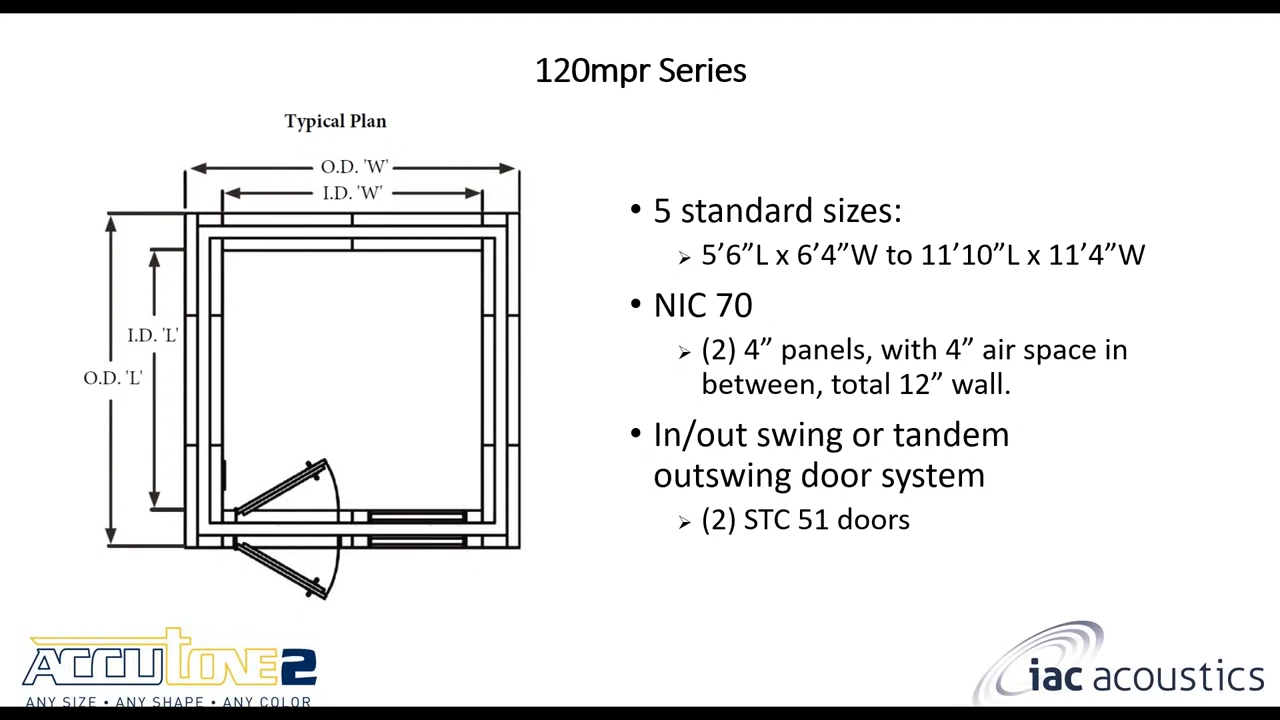 120mpr Series
Typical Plan
O.D. 'W'
I.D. 'W'
I.D. 'L'
O.D. 'L'
• 5 standard sizes:
➢ 5’6”L x 6’4”W to 11’10”L x 11’4”W
• NIC 70
➢ (2) 4” panels, with 4” air space in
between, total 12” wall.
• In/out swing or tandem
outswing door system
➢ (2) STC 51 doors
ACCUTONE2
ANY SIZE • ANY SHAPE • ANY COLOR
iac acoustics